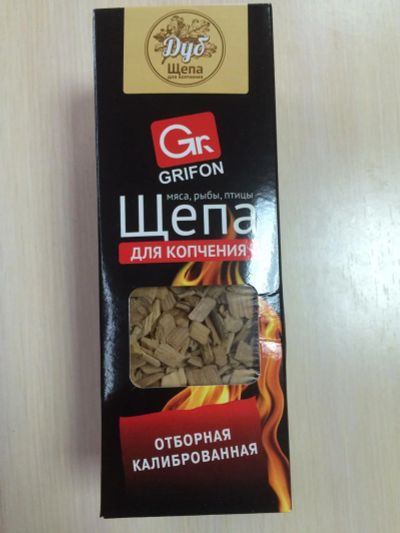 Дуб
Щепа
для копчения
Gr
GRIFON
мяса, рыбы, птицы
Щепа
ДЛЯ КОПЧЕНИЯ
ОТБОРНАЯ
КАЛИБРОВАННАЯ